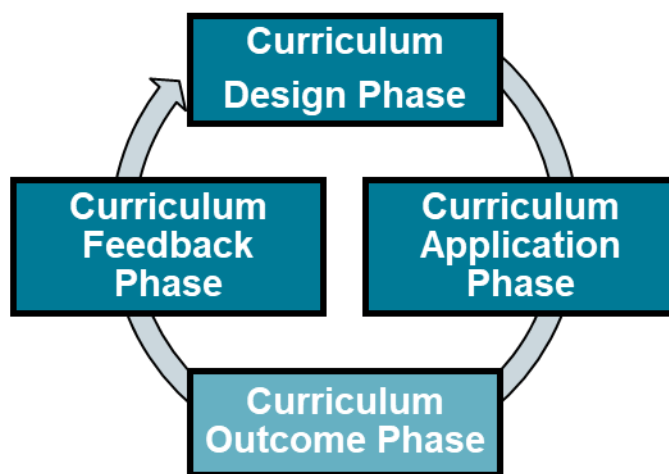 Curriculum
Design Phase
Curriculum
Feedback
Phase
Curriculum
Application
Phase
Curriculum
Outcome Phase